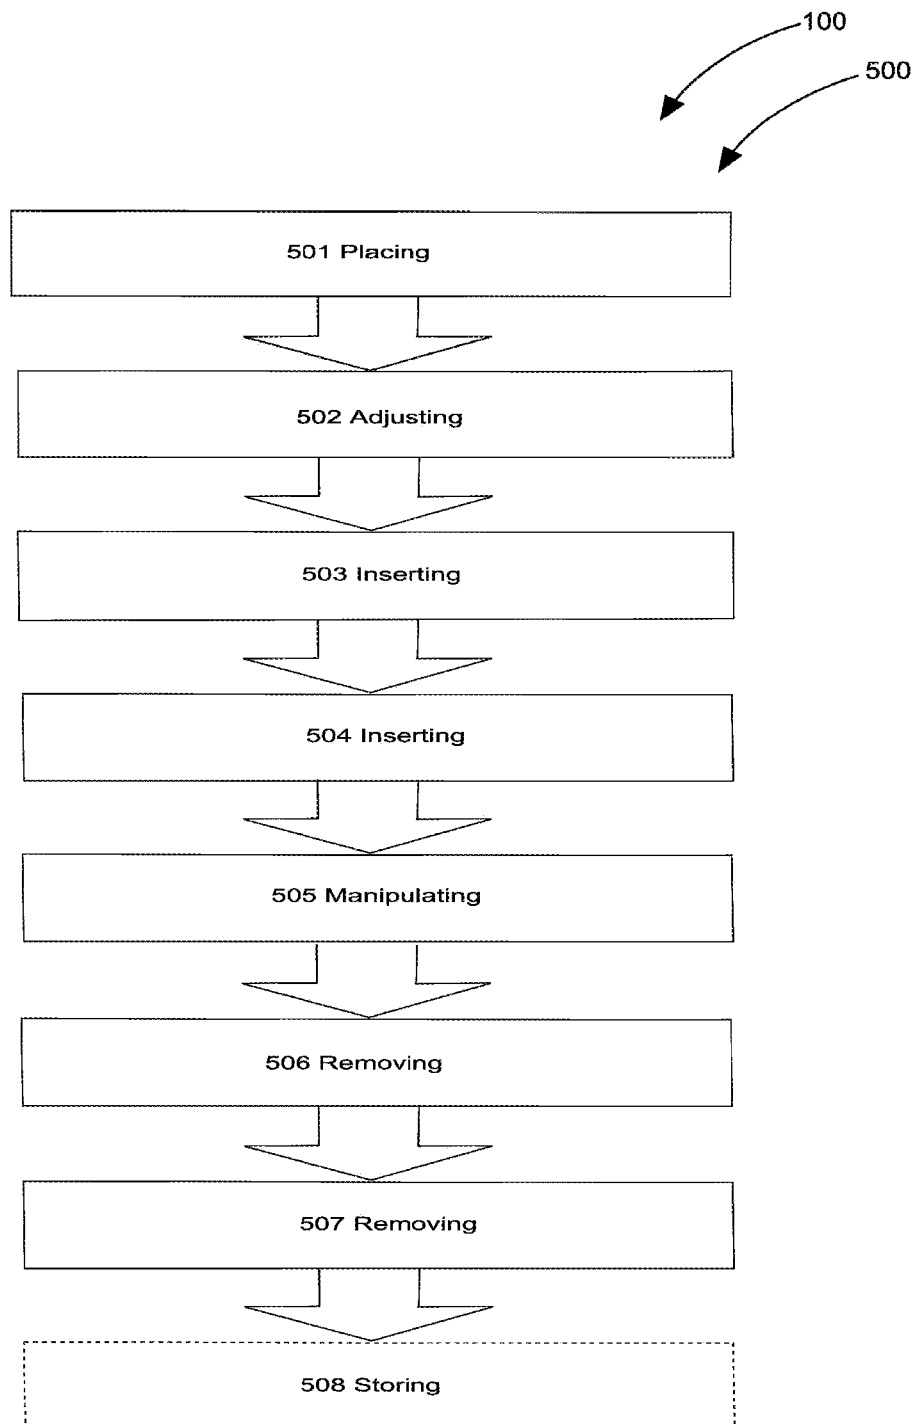 100
500
501 Placing
502 Adjusting
503 Inserting
504 Inserting
505 Manipulating
506 Removing
507 Removing
508 Storing